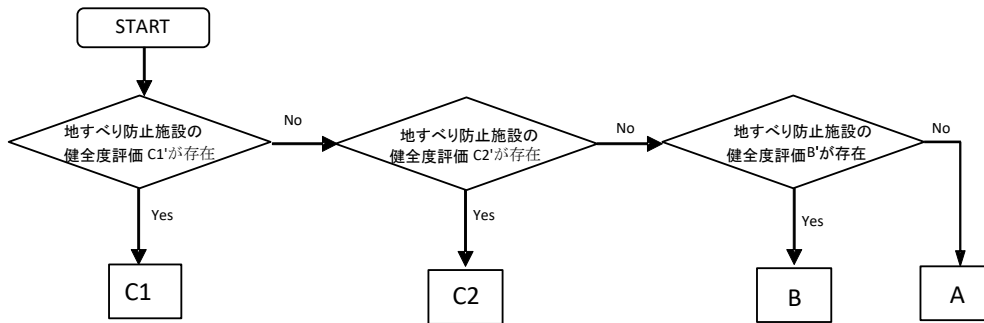 START
地すべり防止施設の
健全度評価 C1'が存在
No
Yes
C1
地すべり防止施設の
健全度評価 C2'が存在
No
Yes
C2
地すべり防止施設の
健全度評価B'が存在
No
Yes
B
A